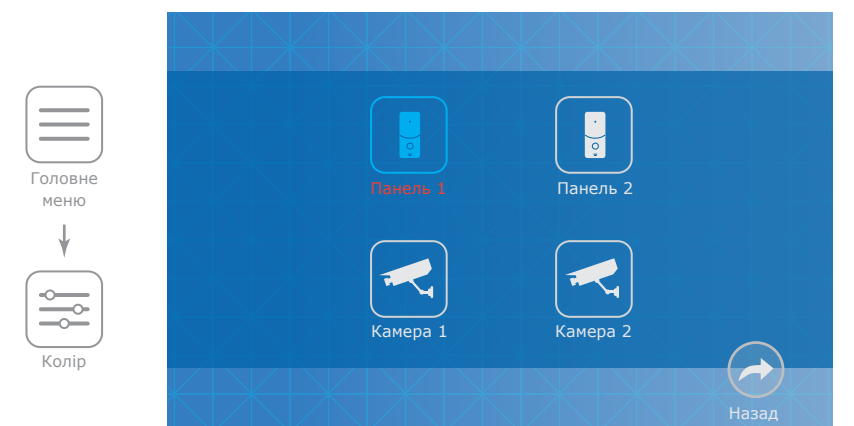 Головне
меню
Колір
Панель 1
Панель 2
Камера 1
Камера 2
Назад